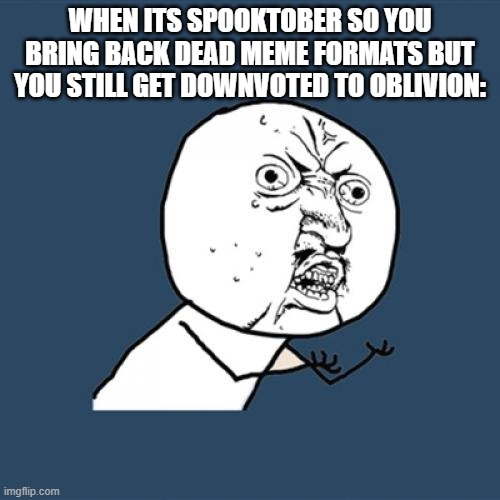 WHEN ITS SPOOKTOBER SO YOU
BRING BACK DEAD MEME FORMATS BUT
YOU STILL GET DOWNVOTED TO OBLIVION:
imgflip.com